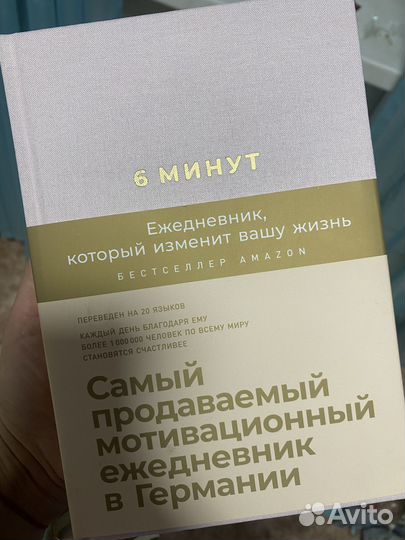 6 МИНУТ
Ежедневник,
который изменит вашу жизнь
БЕСТСЕЛЛЕР AMAZON
ПЕРЕВЕДЕН НА 20 ЯЗЫКОВ
КАЖДЫЙ ДЕНЬ БЛАГОДАРЯ ЕМУ
БОЛЕЕ 1 000 000 ЧЕЛОВЕК ПО ВСЕМУ МИРУ
СТАНОВЯТСЯ СЧАСТЛИВЕЕ
Самый
продаваемый
мотивационный
ежедневник
в Германии
Avito